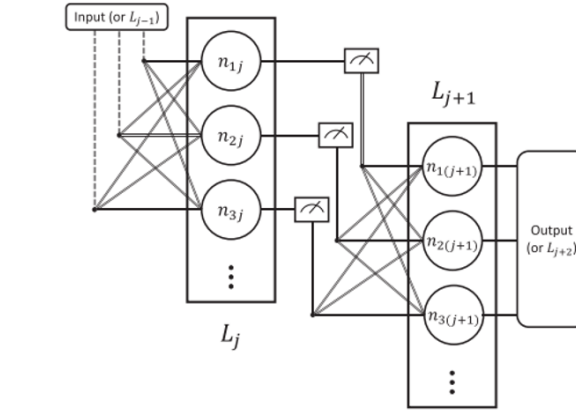 Input (or L_{j−1})
n_{1j}
n_{2j}
n_{3j}
L_j
L_{j+1}
n_{1(j+1)}
n_{2(j+1)}
n_{3(j+1)}
Output
(or L_{j+2})